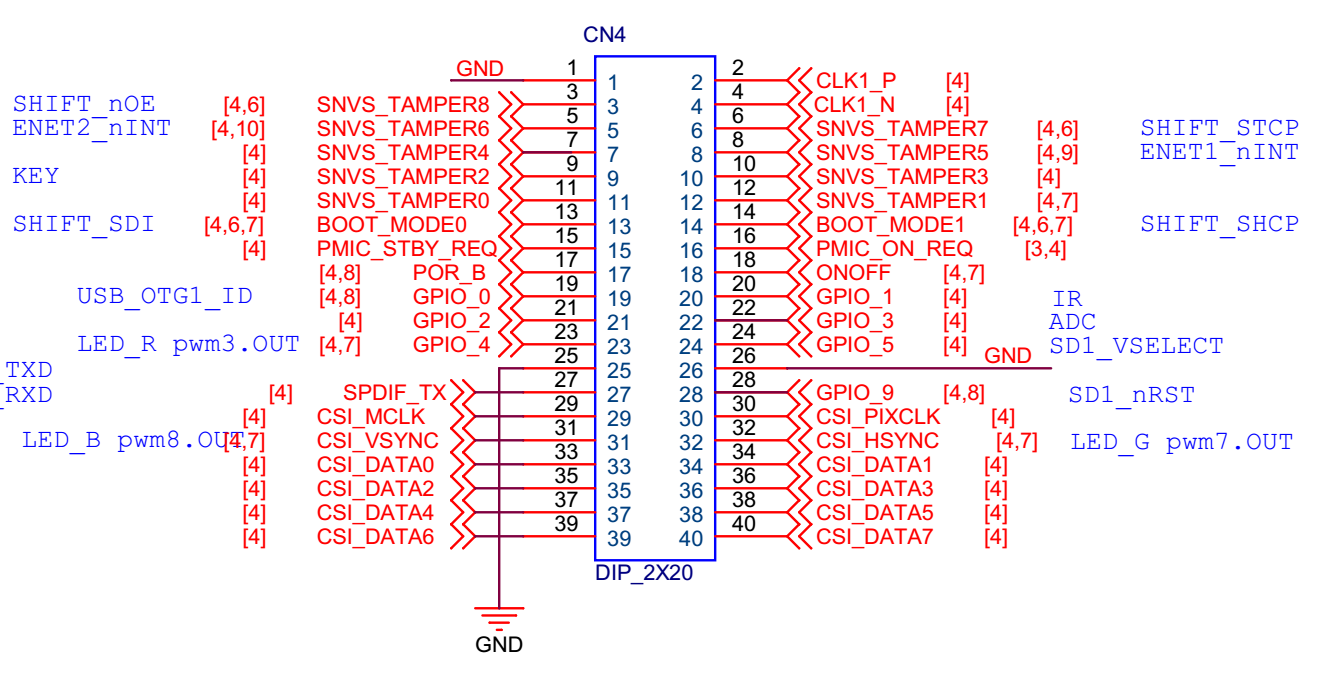 CN4
GND 1 1 2 2 CLK1_P [4]
SHIFT_nOE [4,6] SNVS_TAMPER8 3 3 4 4 CLK1_N [4]
ENET2_nINT [4,10] SNVS_TAMPER6 5 5 6 6 SNVS_TAMPER7 [4,6] SHIFT_STCP
[4] SNVS_TAMPER4 7 7 8 8 SNVS_TAMPER5 [4,9] ENET1_nINT
KEY [4] SNVS_TAMPER2 9 9 10 10 SNVS_TAMPER3 [4]
[4] SNVS_TAMPER0 11 11 12 12 SNVS_TAMPER1 [4,7]
SHIFT_SDI [4,6,7] BOOT_MODE0 13 13 14 14 BOOT_MODE1 [4,6,7] SHIFT_SHCP
[4] PMIC_STBY_REQ 15 15 16 16 PMIC_ON_REQ [3,4]
[4,8] POR_B 17 17 18 18 ONOFF [4,7]
USB_OTG1_ID [4,8] GPIO_0 19 19 20 20 GPIO_1 [4] IR
[4] GPIO_2 21 21 22 22 GPIO_3 [4] ADC
LED_R pwm3.OUT [4,7] GPIO_4 23 23 24 24 GPIO_5 [4] SD1_VSELECT
TXD 25 25 26 26 GND
RXD [4] SPDIF_TX 27 27 28 28 GPIO_9 [4,8] SD1_nRST
[4] CSI_MCLK 29 29 30 30 CSI_PIXCLK [4]
LED_B pwm8.OUT [4,7] CSI_VSYNC 31 31 32 32 CSI_HSYNC [4,7] LED_G pwm7.OUT
[4] CSI_DATA0 33 33 34 34 CSI_DATA1 [4]
[4] CSI_DATA2 35 35 36 36 CSI_DATA3 [4]
[4] CSI_DATA4 37 37 38 38 CSI_DATA5 [4]
[4] CSI_DATA6 39 39 40 40 CSI_DATA7 [4]
DIP_2X20
GND